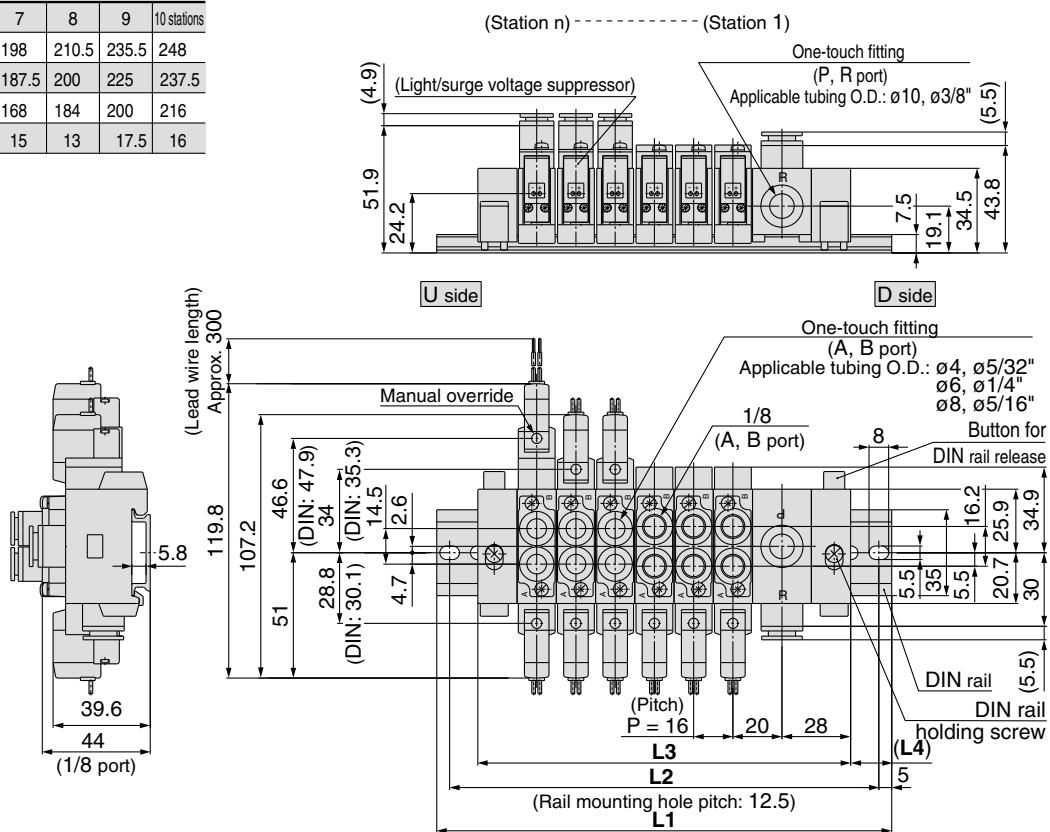 7 8 9 10 stations
198 210.5 235.5 248
187.5 200 225 237.5
168 184 200 216
15 13 17.5 16
(Station n) (Station 1)
One-touch fitting
(P, R port)
Applicable tubing O.D.: ø10, ø3/8"
(Light/surge voltage suppressor)
(4.9)
51.9
24.2
(5.5)
7.5
19.1
34.5
43.8
R
U side
D side
(Lead wire length)
Approx. 300
One-touch fitting
(A, B port)
Applicable tubing O.D.: ø4, ø5/32"
ø6, ø1/4"
ø8, ø5/16"
Manual override
1/8
(A, B port)
8
Button for
DIN rail release
119.8
107.2
46.6
(DIN: 47.9)
34
(DIN: 35.3)
14.5
2.6
51
28.8
(DIN: 30.1)
4.7
B B B B B B
A A A A A A
P
R
16.2
25.9
34.9
5.5
35
5.5
20.7
30
(5.5)
5.8
39.6
44
(1/8 port)
DIN rail
DIN rail
holding screw
(Pitch)
P = 16
20
28
L3
(L4)
L2
5
(Rail mounting hole pitch: 12.5)
L1